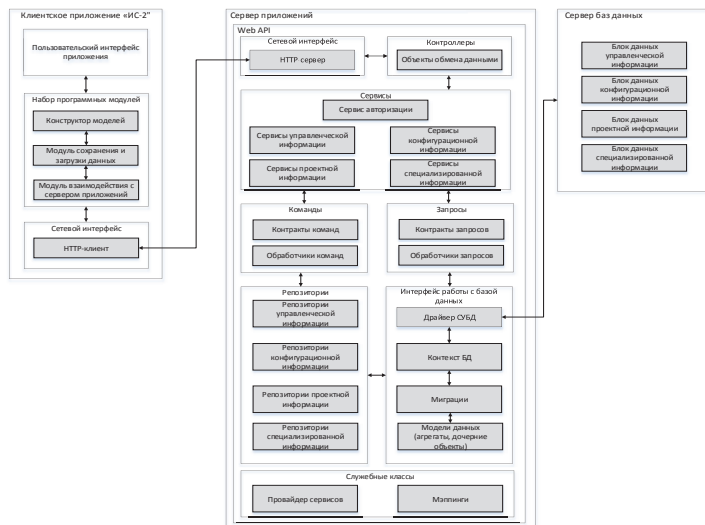 Клиентское приложение «ИС-2"
Пользовательский интерфейс
приложения
Набор программных модулей
Конструктор моделей
Модуль сохранения и
загрузки данных
Модуль взаимодействия с
сервером приложений
Сетевой интерфейс
HTTP-клиент
Сервер приложений
Web API
Сетевой интерфейс
HTTP сервер
Контроллеры
Объекты обмена данными
Сервисы
Сервис авторизации
Сервисы управленческой
информации
Сервисы
конфигурационной
информации
Сервисы проектной
информации
Сервисы
специализированной
информации
Команды
Контракты команд
Обработчики команд
Запросы
Контракты запросов
Обработчики запросов
Репозитории
Репозитории
управленческой
информации
Репозитории
конфигурационной
информации
Репозитории проектной
информации
Репозитории
специализированной
информации
Интерфейс работы с базой
данных
Драйвер СУБД
Контекст БД
Миграции
Модели данных
(агрегаты, дочерние
объекты)
Служебные классы
Провайдер сервисов
Мэппинги
Сервер баз данных
Блок данных
управленческой
информации
Блок данных
конфигурационной
информации
Блок данных
проектной информации
Блок данных
специализированной
информации